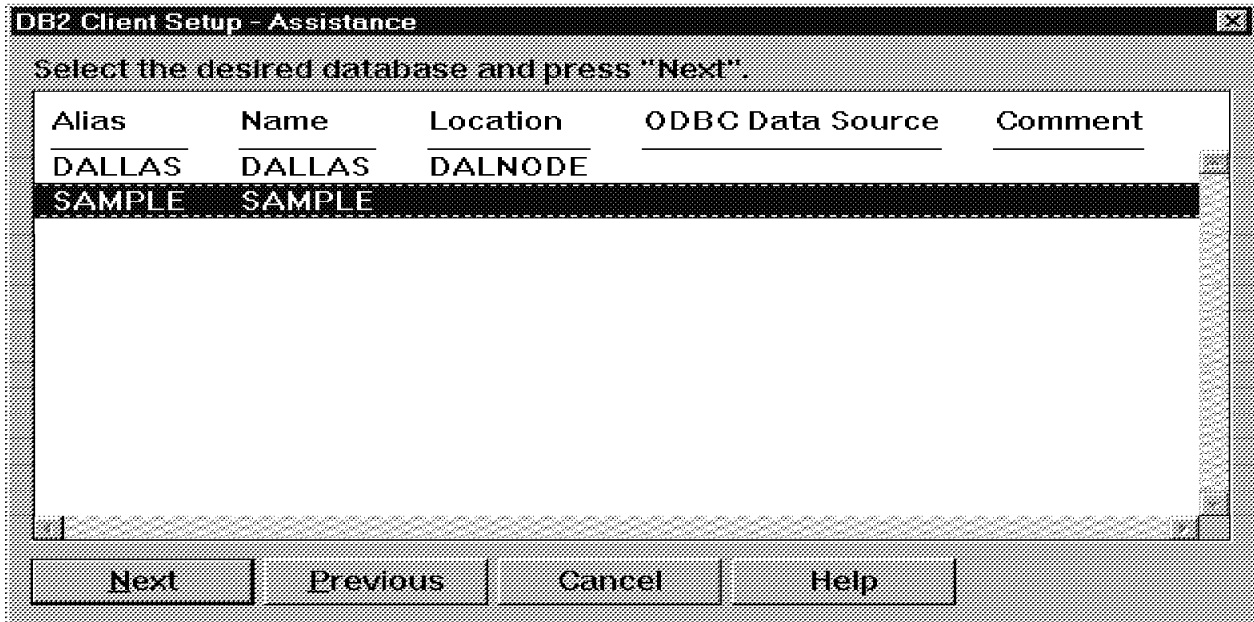 DB2 Client Setup - Assistance
Select the desired database and press "Next".
Alias Name Location ODBC Data Source Comment
DALLAS DALLAS DALNODE
SAMPLE SAMPLE
Next Previous Cancel Help